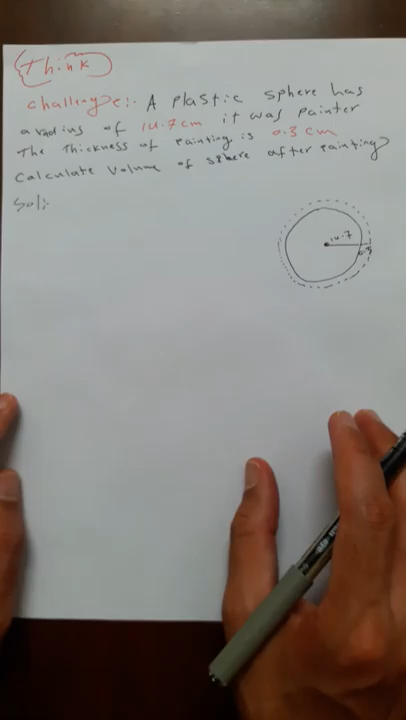 Think
Challenge:- A Plastic sphere has
a radius of 14.7 cm it was Painter
The Thickness of Painting is 0.3 cm
Calculate Volume of sphere after Painting?
Sol:-
14.7
0.3